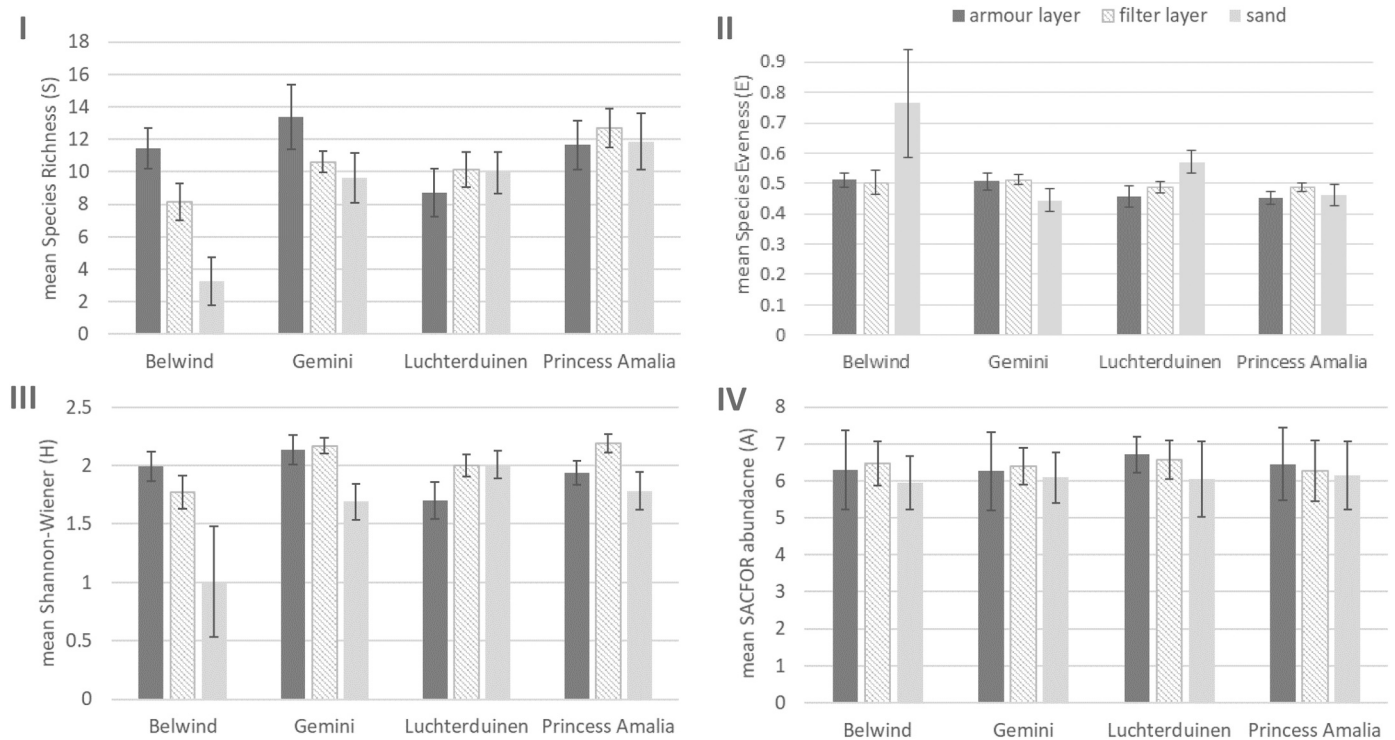 I
mean Species Richness (S)
18
16
14
12
10
8
6
4
2
0
Belwind Gemini Luchterduinen Princess Amalia
II
armour layer filter layer sand
mean Species Eveness (E)
0.9
0.8
0.7
0.6
0.5
0.4
0.3
0.2
0.1
0
Belwind Gemini Luchterduinen Princess Amalia
III
mean Shannon-Wiener (H)
2.5
2
1.5
1
0.5
0
Belwind Gemini Luchterduinen Princess Amalia
IV
mean SACFOR abundacne (A)
8
7
6
5
4
3
2
1
0
Belwind Gemini Luchterduinen Princess Amalia